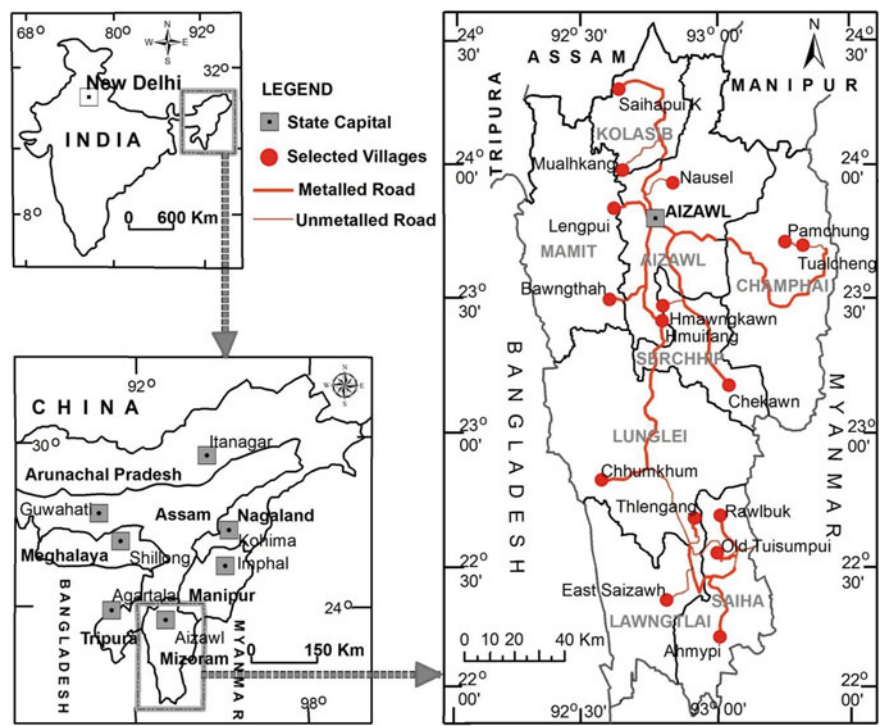 68° 80° 92°
N
W E
S
32°
New Delhi
INDIA
8°
0 600 Km
LEGEND
State Capital
Selected Villages
Metalled Road
Unmetalled Road
92°
N
W E
S
CHINA
30°
Itanagar
Arunachal Pradesh
Guwahati
Assam
Nagaland
Kohima
Meghalaya
Shillong
Imphal
Manipur
Agartala
24°
BANGLADESH
Tripura
Aizawl
Mizoram
MYANMAR
0 150 Km
98°
92° 30' 93° 00'
24° 30'
24° 30'
ASSAM
N
MANIPUR
TRIPURA
Saihapui K
KOLASIB
Mualhkang
24° 00'
24° 00'
Nausel
Lengpui
AIZAWL
Pamchung
MAMIT
AIZAWL
Tualcheng
CHAMPHAI
Bawngthah
23° 30'
23° 30'
Hmawngkawn
Hmuifang
SERCHHIP
BANGLADESH
MYANMAR
Chekawn
23° 00'
23° 00'
LUNGLEI
Chhumkhum
Thlengang
Rawlbuk
Old Tuisumpui
22° 30'
22° 30'
East Saizawh
SAIHA
LAWNGTLAI
0 10 20 40 Km
Ahmypi
22° 00'
22° 00'
92° 30' 93° 00'